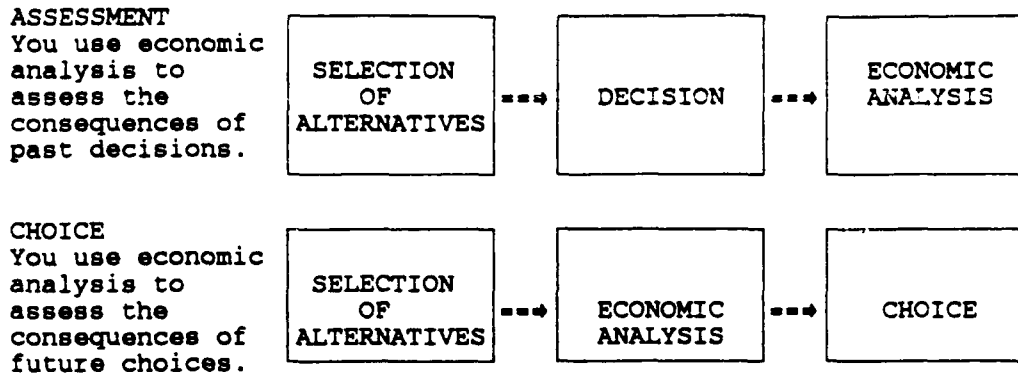 ASSESSMENT
You use economic
analysis to
assess the
consequences of
past decisions.
SELECTION
OF
ALTERNATIVES
DECISION
ECONOMIC
ANALYSIS
CHOICE
You use economic
analysis to
assess the
consequences of
future choices.
SELECTION
OF
ALTERNATIVES
ECONOMIC
ANALYSIS
CHOICE